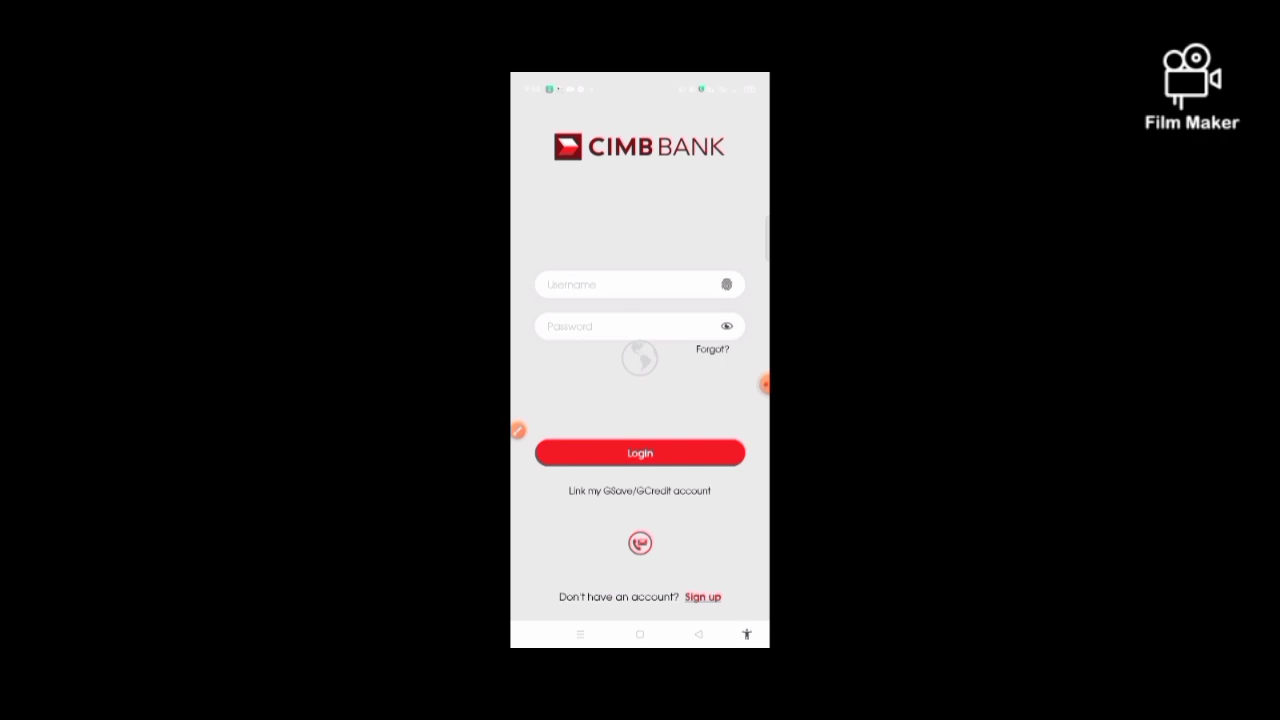 Film Maker
CIMB BANK
Username
Password
Forgot?
Login
Link my GSave/GCredit account
Don't have an account? Sign up